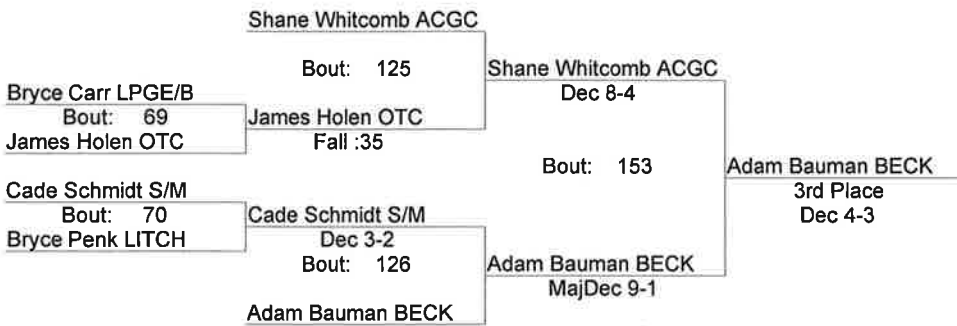 Shane Whitcomb ACGC
Bout: 125
Shane Whitcomb ACGC
Dec 8-4
Bryce Carr LPGE/B
Bout: 69
James Holen OTC
James Holen OTC
Fall :35
Bout: 153
Adam Bauman BECK
3rd Place
Dec 4-3
Cade Schmidt S/M
Bout: 70
Bryce Penk LITCH
Cade Schmidt S/M
Dec 3-2
Bout: 126
Adam Bauman BECK
MajDec 9-1
Adam Bauman BECK